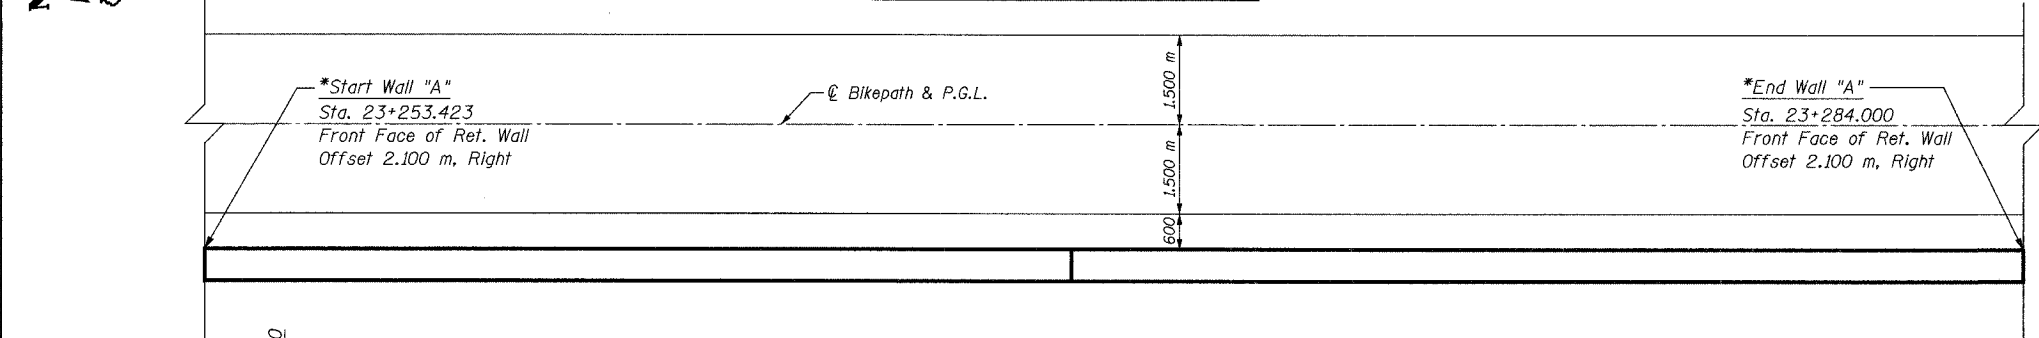 *Start Wall "A"
Sta. 23+253.423
Front Face of Ret. Wall
Offset 2.100 m, Right
℄ Bikepath & P.G.L.
1.500 m
1.500 m
600
*End Wall "A"
Sta. 23+284.000
Front Face of Ret. Wall
Offset 2.100 m, Right